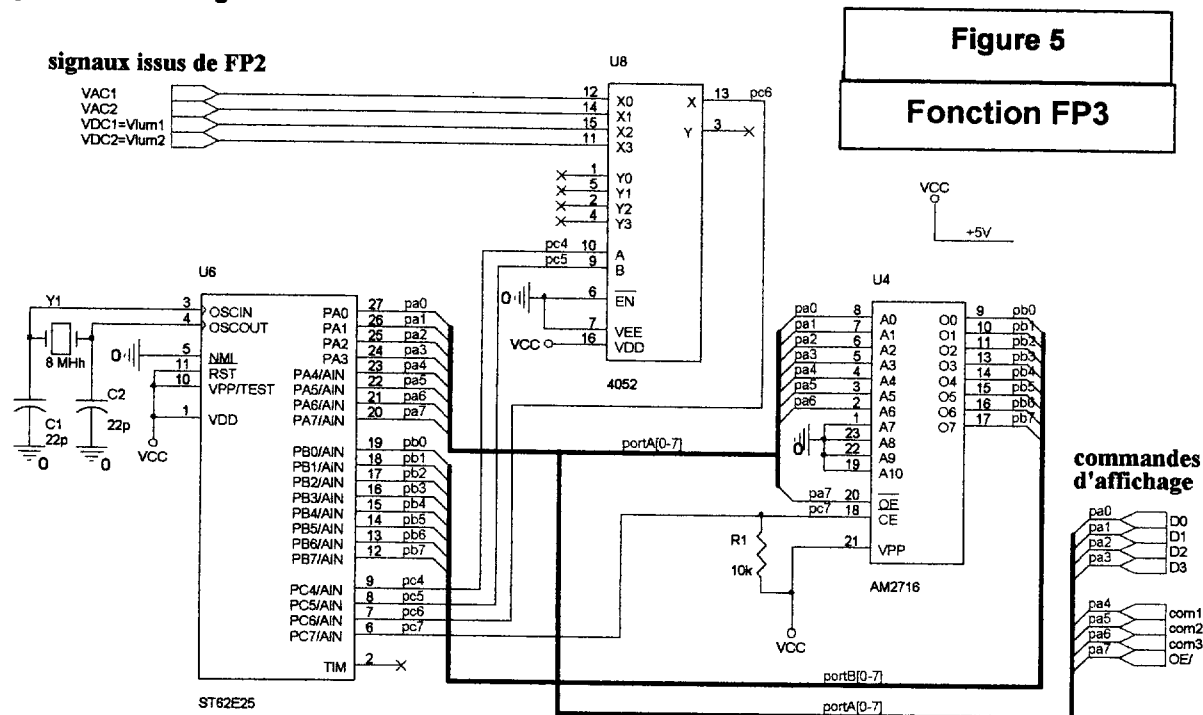 Figure 5
Fonction FP3
signaux issus de FP2
VAC1
VAC2
VDC1=Vlum1
VDC2=Vlum2
U8
12 X0
14 X1
15 X2
11 X3
1 Y0
5 Y1
2 Y2
4 Y3
pc4 10 A
pc5 9 B
0 6 EN
7 VEE
VCC 16 VDD
X 13 pc6
Y 3
4052
VCC
+5V
U6
Y1
8 MHh
C1
22p
0
C2
22p
0
0
VCC
3 OSCIN
4 OSCOUT
5 NMI
11 RST
10 VPP/TEST
1 VDD
PA0 27 pa0
PA1 26 pa1
PA2 25 pa2
PA3 24 pa3
PA4/AIN 23 pa4
PA5/AIN 22 pa5
PA6/AIN 21 pa6
PA7/AIN 20 pa7
PB0/AIN 19 pb0
PB1/AIN 18 pb1
PB2/AIN 17 pb2
PB3/AIN 16 pb3
PB4/AIN 15 pb4
PB5/AIN 14 pb5
PB6/AIN 13 pb6
PB7/AIN 12 pb7
PC4/AIN 9 pc4
PC5/AIN 8 pc5
PC6/AIN 7 pc6
PC7/AIN 6 pc7
TIM 2
ST62E25
portA[0-7]
U4
pa0 8 A0
pa1 7 A1
pa2 6 A2
pa3 5 A3
pa4 4 A4
pa5 3 A5
pa6 2 A6
1 A7
0 23 A8
22 A9
19 A10
pa7 20 OE
pc7 18 CE
21 VPP
O0 9 pb0
O1 10 pb1
O2 11 pb2
O3 13 pb3
O4 14 pb4
O5 15 pb5
O6 16 pb6
O7 17 pb7
AM2716
R1
10k
VCC
commandes
d'affichage
pa0 D0
pa1 D1
pa2 D2
pa3 D3
pa4 com1
pa5 com2
pa6 com3
pa7 OE/
portB[0-7]
portA[0-7]